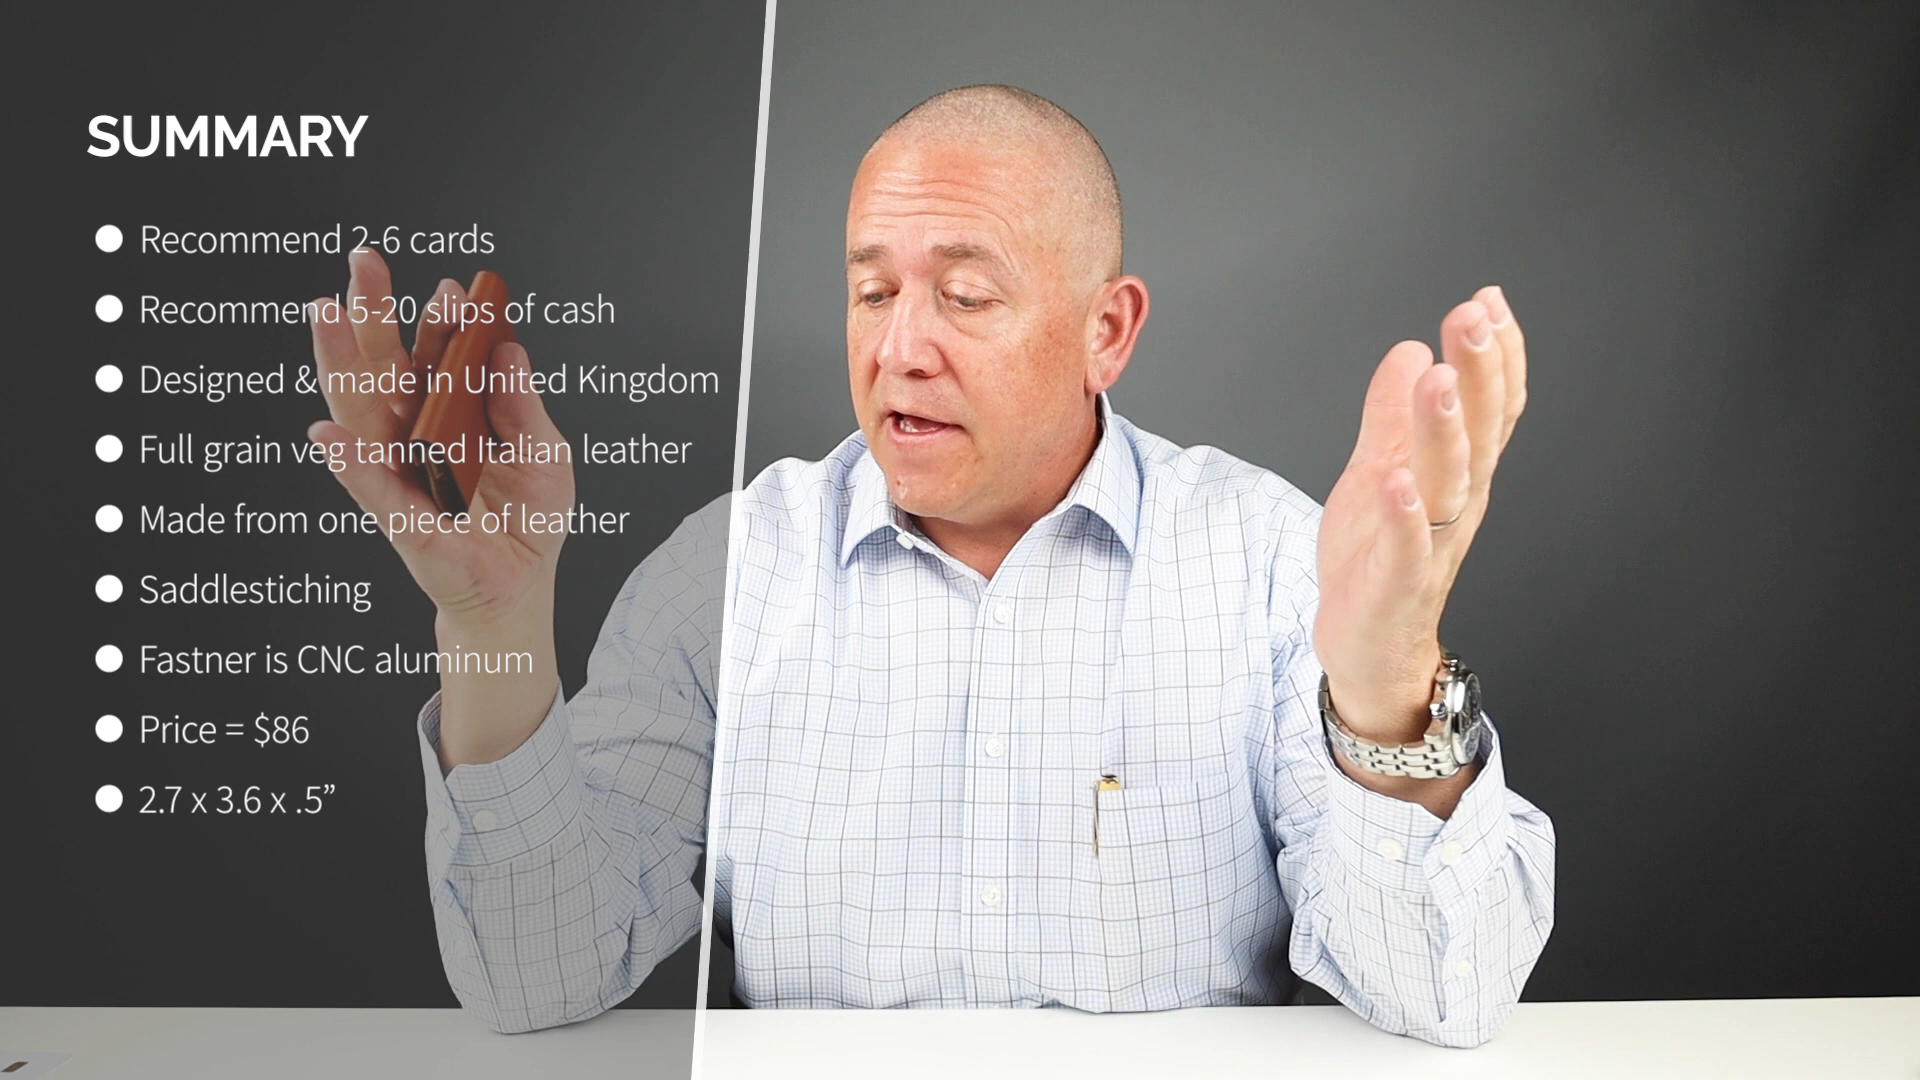 SUMMARY
Recommend 2-6 cards
Recommend 5-20 slips of cash
Designed & made in United Kingdom
Full grain veg tanned Italian leather
Made from one piece of leather
Saddlestiching
Fastner is CNC aluminum
Price = $86
2.7 x 3.6 x .5”